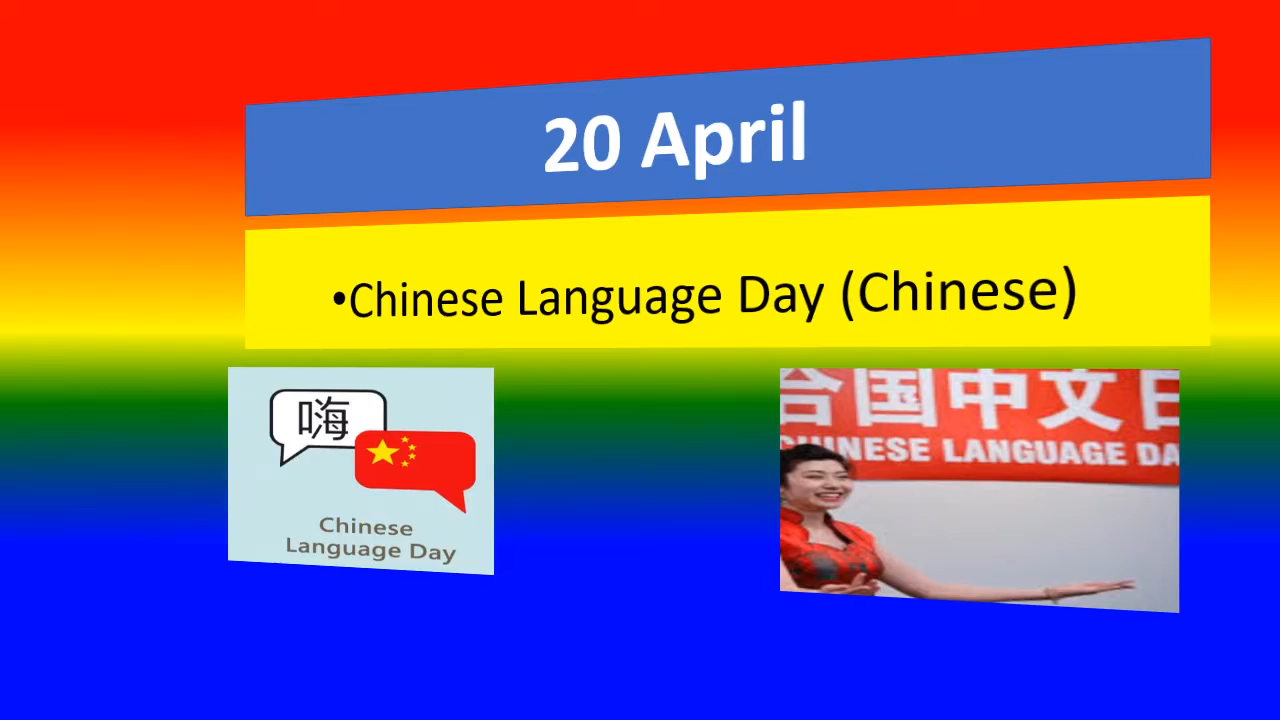 20 April
•Chinese Language Day (Chinese)
嗨
Chinese
Language Day
合国中文日
CHINESE LANGUAGE DA